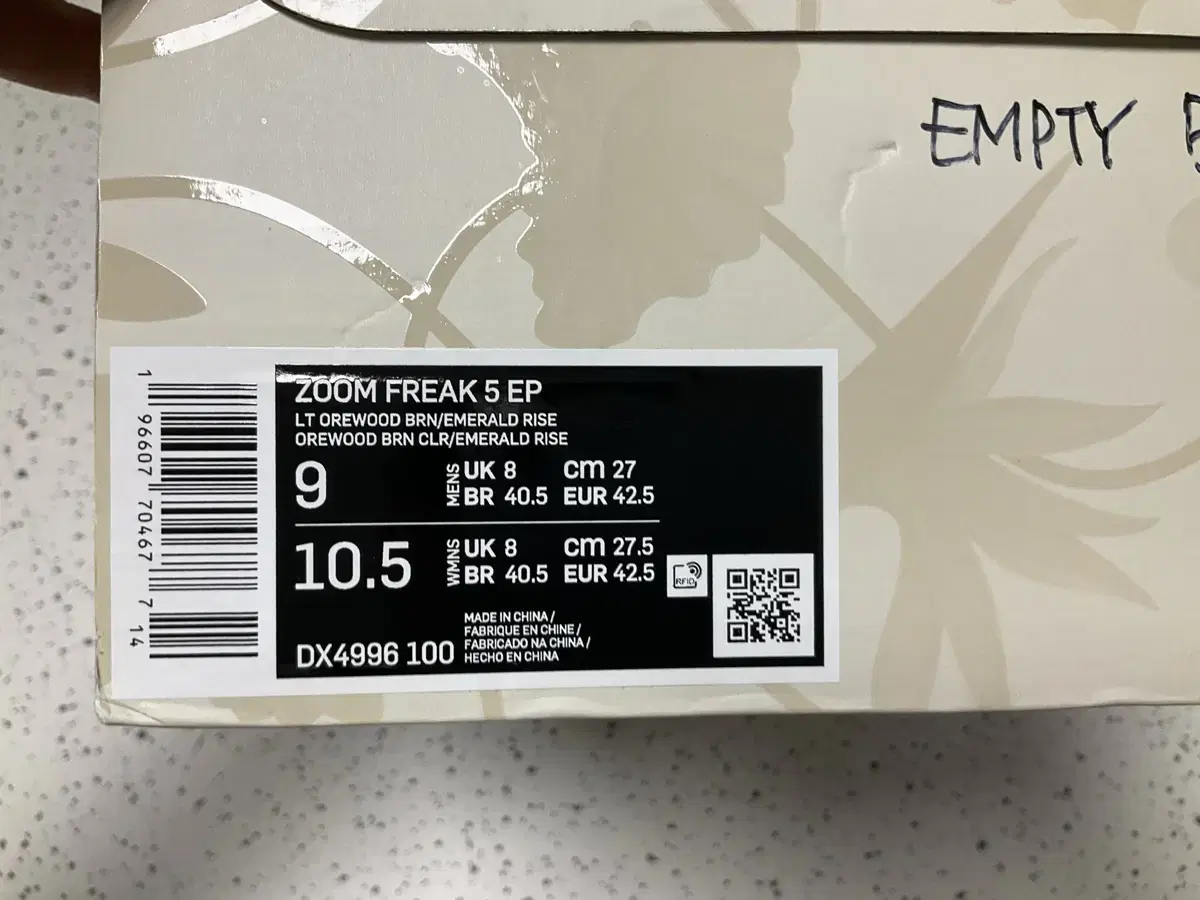 EMPTY
ZOOM FREAK 5 EP
LT OREWOOD BRN/EMERALD RISE
OREWOOD BRN CLR/EMERALD RISE
9 MENS UK 8 cm 27
BR 40.5 EUR 42.5
10.5 WMNS UK 8 cm 27.5
BR 40.5 EUR 42.5
RFID
MADE IN CHINA /
FABRIQUE EN CHINE /
FABRICADO NA CHINA /
HECHO EN CHINA
DX4996 100
1 96607 70467 7 14